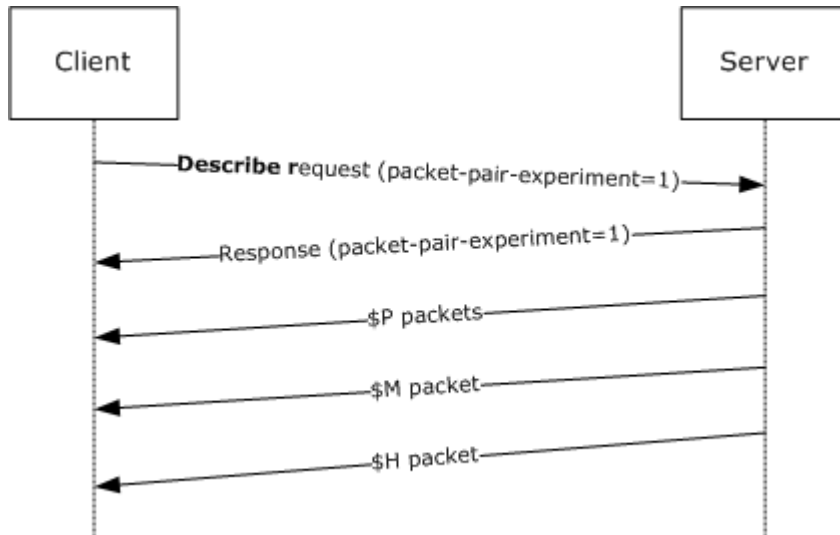 Client
Server
Describe request (packet-pair-experiment=1)
Response (packet-pair-experiment=1)
$P packets
$M packet
$H packet